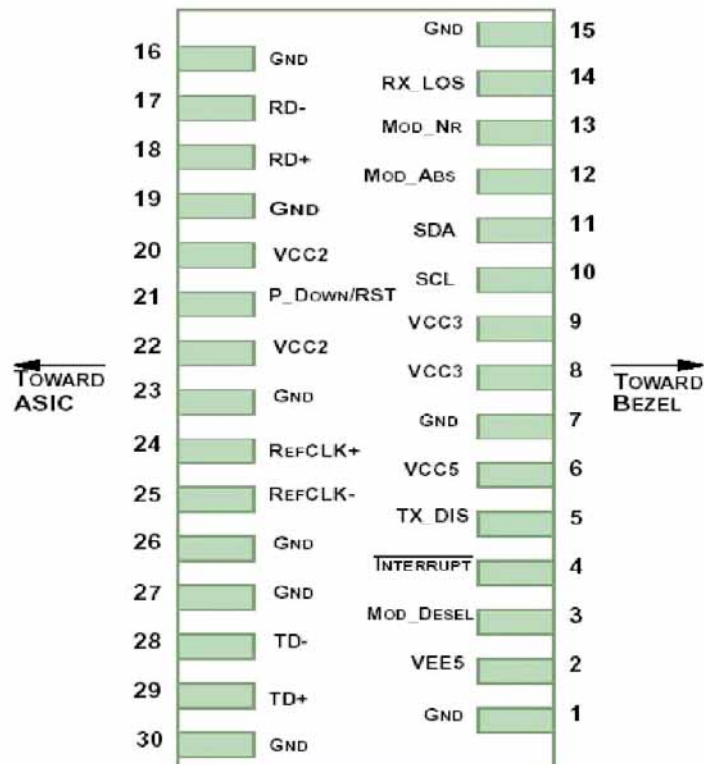 GND 15
16 GND
RX_LOS 14
17 RD-
MOD_NR 13
18 RD+
MOD_ABS 12
19 GND
SDA 11
20 VCC2
SCL 10
21 P_DOWN/RST
VCC3 9
22 VCC2
TOWARD ASIC
VCC3 8
TOWARD BEZEL
23 GND
GND 7
24 REFCLK+
VCC5 6
25 REFCLK-
TX_DIS 5
26 GND
INTERRUPT 4
27 GND
MOD_DESEL 3
28 TD-
VEE5 2
29 TD+
GND 1
30 GND